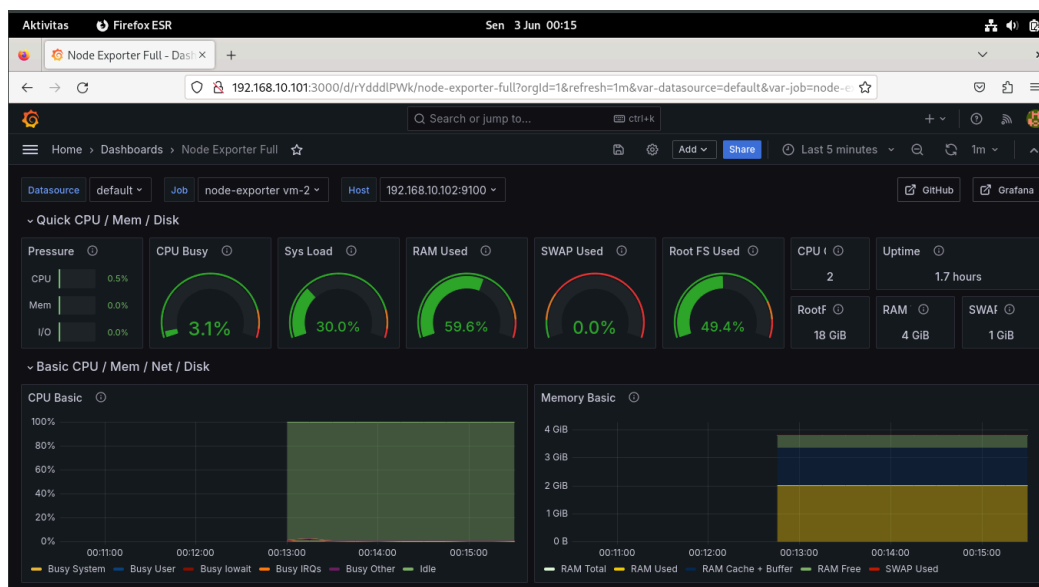 Aktivitas Firefox ESR Sen 3 Jun 00:15
Node Exporter Full - Dash
192.168.10.101:3000/d/rYdddlPWk/node-exporter-full?orgId=1&refresh=1m&var-datasource=default&var-job=node-e
Search or jump to... ctrl+k
Home › Dashboards › Node Exporter Full Add Share Last 5 minutes 1m
Datasource default Job node-exporter vm-2 Host 192.168.10.102:9100 GitHub Grafana
Quick CPU / Mem / Disk
Pressure CPU Busy Sys Load RAM Used SWAP Used Root FS Used CPU Uptime
CPU 0.5%
Mem 0.0%
I/O 0.0%
3.1% 30.0% 59.6% 0.0% 49.4%
2 1.7 hours
RootF RAM SWAF
18 GiB 4 GiB 1 GiB
Basic CPU / Mem / Net / Disk
CPU Basic
100%
80%
60%
40%
20%
0%
00:11:00 00:12:00 00:13:00 00:14:00 00:15:00
Busy System Busy User Busy Iowait Busy IRQs Busy Other Idle
Memory Basic
4 GiB
3 GiB
2 GiB
1 GiB
0 B
00:11:00 00:12:00 00:13:00 00:14:00 00:15:00
RAM Total RAM Used RAM Cache + Buffer RAM Free SWAP Used